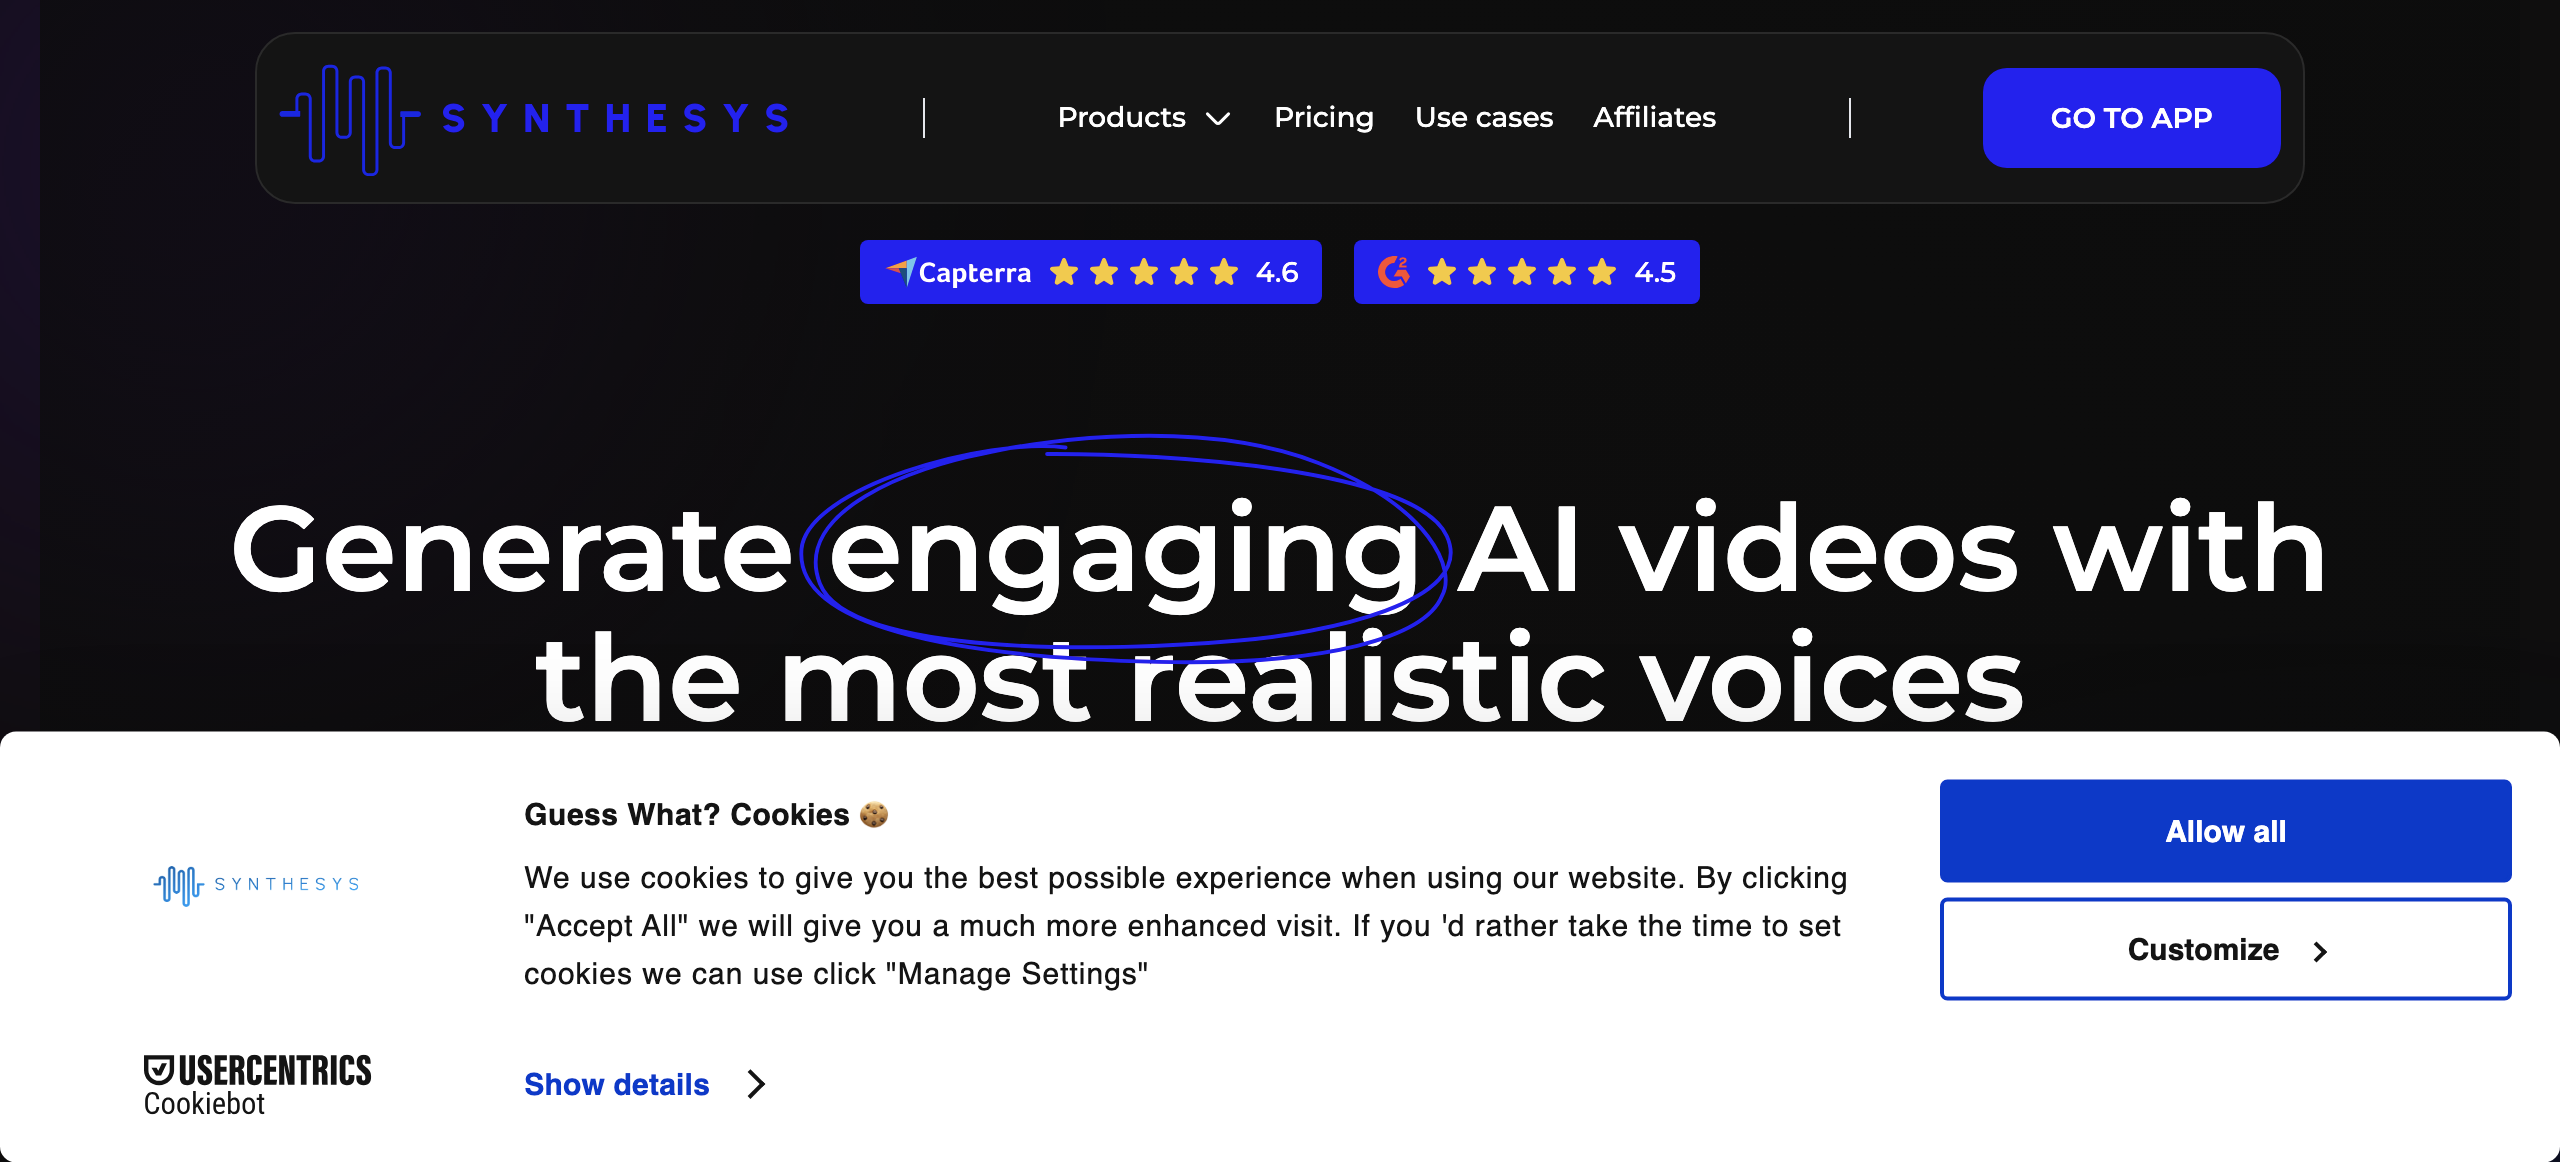 SYNTHESYS
Products Pricing Use cases Affiliates
GO TO APP
Capterra 4.6
G2 4.5
Generate engaging AI videos with
the most realistic voices
Guess What? Cookies 🍪
We use cookies to give you the best possible experience when using our website. By clicking
"Accept All" we will give you a much more enhanced visit. If you 'd rather take the time to set
cookies we can use click "Manage Settings"
Show details
Allow all
Customize
SYNTHESYS
USERCENTRICS
Cookiebot